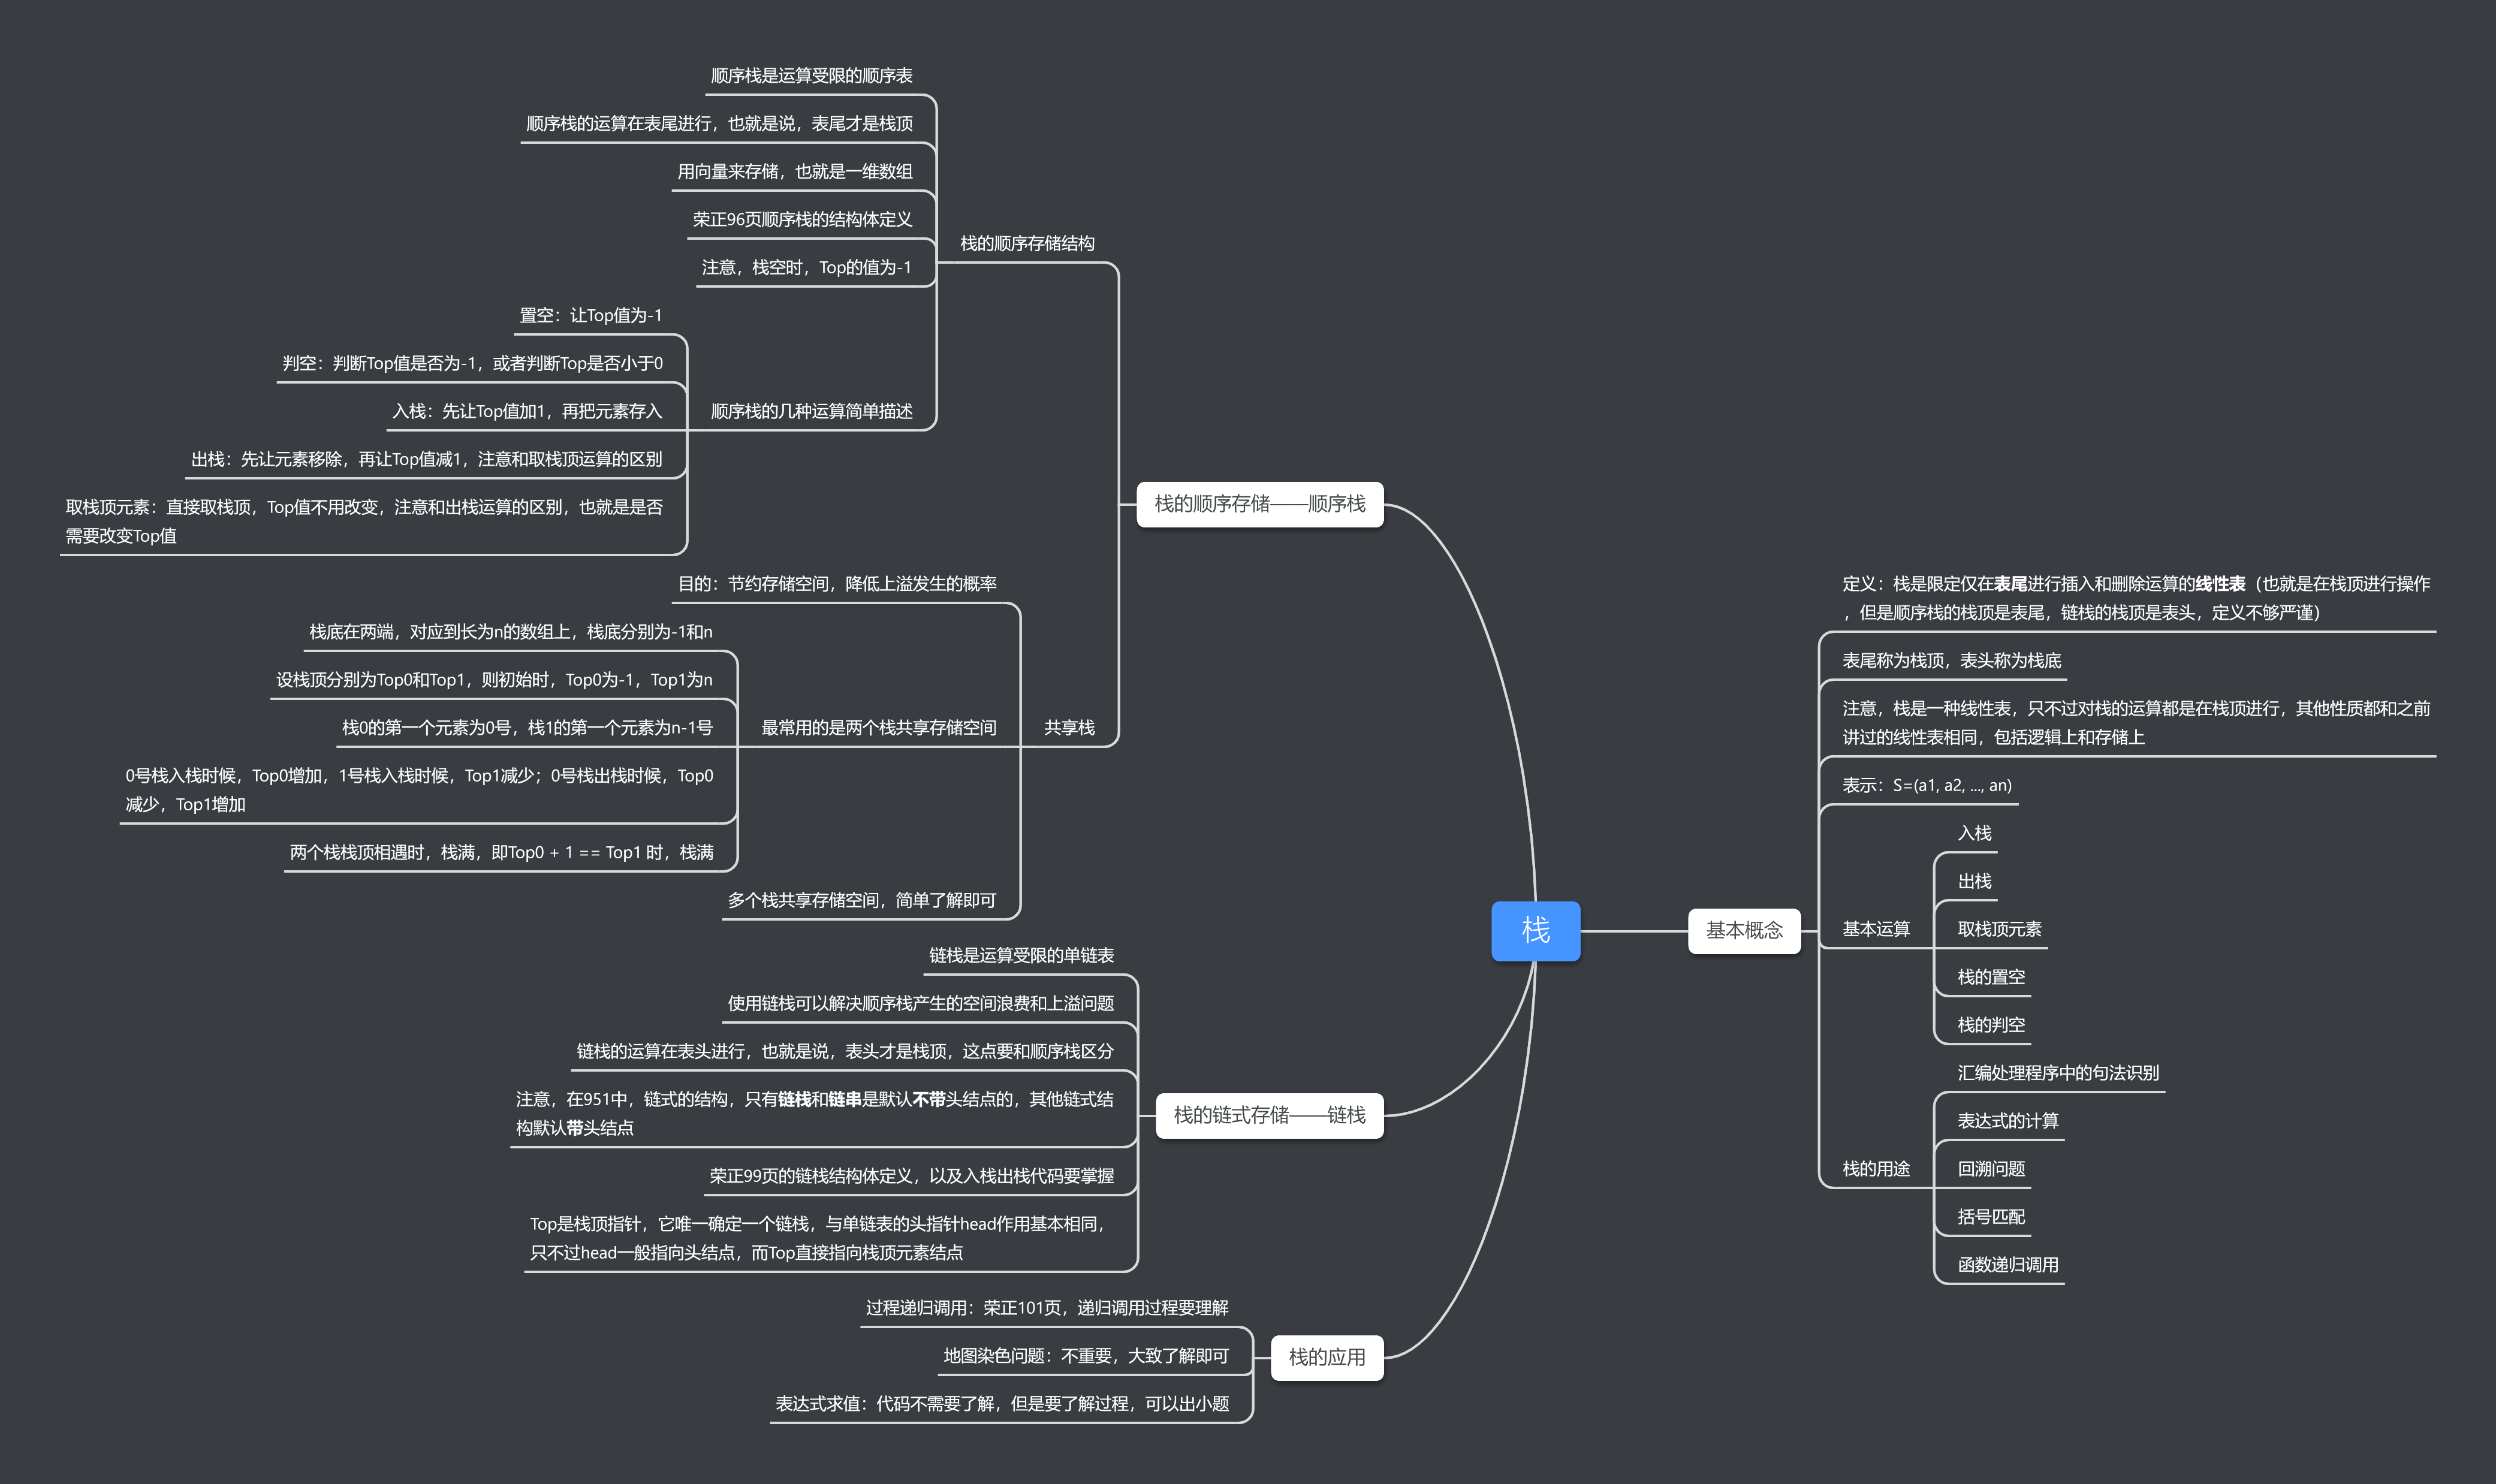 栈
基本概念
定义：栈是限定仅在表尾进行插入和删除运算的线性表（也就是在栈顶进行操作
，但是顺序栈的栈顶是表尾，链栈的栈顶是表头，定义不够严谨）
表尾称为栈顶，表头称为栈底
注意，栈是一种线性表，只不过对栈的运算都是在栈顶进行，其他性质都和之前
讲过的线性表相同，包括逻辑上和存储上
表示：S=(a1, a2, ..., an)
基本运算
入栈
出栈
取栈顶元素
栈的置空
栈的判空
栈的用途
汇编处理程序中的句法识别
表达式的计算
回溯问题
括号匹配
函数递归调用
栈的顺序存储——顺序栈
栈的顺序存储结构
顺序栈是运算受限的顺序表
顺序栈的运算在表尾进行，也就是说，表尾才是栈顶
用向量来存储，也就是一维数组
荣正96页顺序栈的结构体定义
注意，栈空时，Top的值为-1
顺序栈的几种运算简单描述
置空：让Top值为-1
判空：判断Top值是否为-1，或者判断Top是否小于0
入栈：先让Top值加1，再把元素存入
出栈：先让元素移除，再让Top值减1，注意和取栈顶运算的区别
取栈顶元素：直接取栈顶，Top值不用改变，注意和出栈运算的区别，也就是是否
需要改变Top值
共享栈
目的：节约存储空间，降低上溢发生的概率
最常用的是两个栈共享存储空间
栈底在两端，对应到长为n的数组上，栈底分别为-1和n
设栈顶分别为Top0和Top1，则初始时，Top0为-1，Top1为n
栈0的第一个元素为0号，栈1的第一个元素为n-1号
0号栈入栈时候，Top0增加，1号栈入栈时候，Top1减少；0号栈出栈时候，Top0
减少，Top1增加
两个栈栈顶相遇时，栈满，即Top0 + 1 == Top1 时，栈满
多个栈共享存储空间，简单了解即可
栈的链式存储——链栈
链栈是运算受限的单链表
使用链栈可以解决顺序栈产生的空间浪费和上溢问题
链栈的运算在表头进行，也就是说，表头才是栈顶，这点要和顺序栈区分
注意，在951中，链式的结构，只有链栈和链串是默认不带头结点的，其他链式结
构默认带头结点
荣正99页的链栈结构体定义，以及入栈出栈代码要掌握
Top是栈顶指针，它唯一确定一个链栈，与单链表的头指针head作用基本相同，
只不过head一般指向头结点，而Top直接指向栈顶元素结点
栈的应用
过程递归调用：荣正101页，递归调用过程要理解
地图染色问题：不重要，大致了解即可
表达式求值：代码不需要了解，但是要了解过程，可以出小题